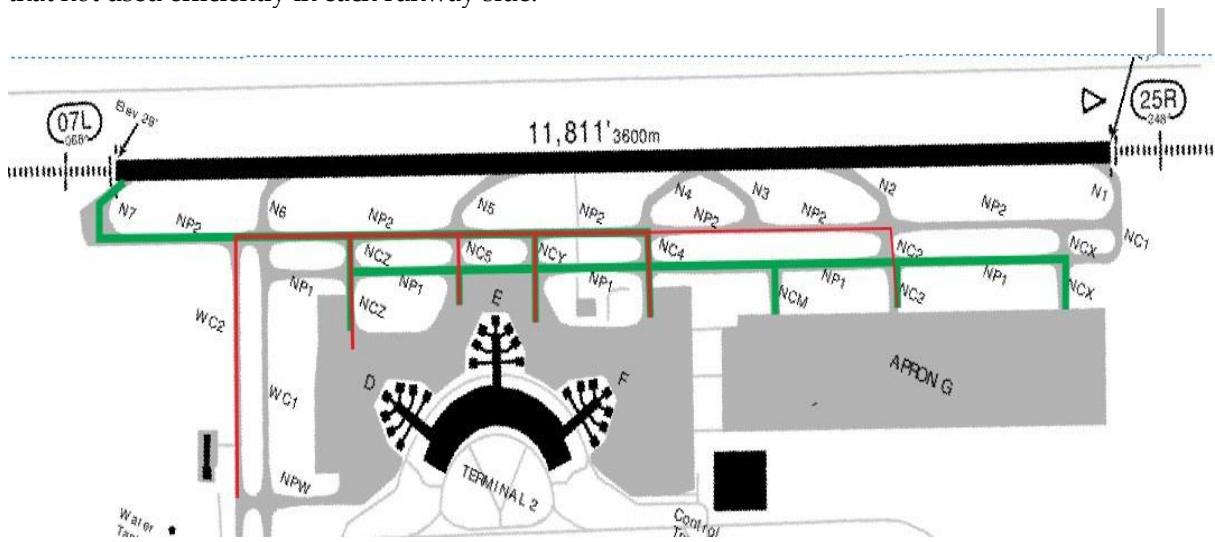 that not used efficiently in each runway side.
07L
068°
Elev 29'
11,811' 3600m
25R
248°
N7
NP2
N6
NP2
N5
NP2
N4
NP2
N3
NP2
N2
NP2
N1
NC1
NCX
NCZ
NC5
NCY
NC4
NC2
NP1
NP1
NCZ
NP1
NCM
NP1
NC3
NP1
NCX
WC2
WC1
NPW
D
E
F
TERMINAL 2
APRON G
Water
Control